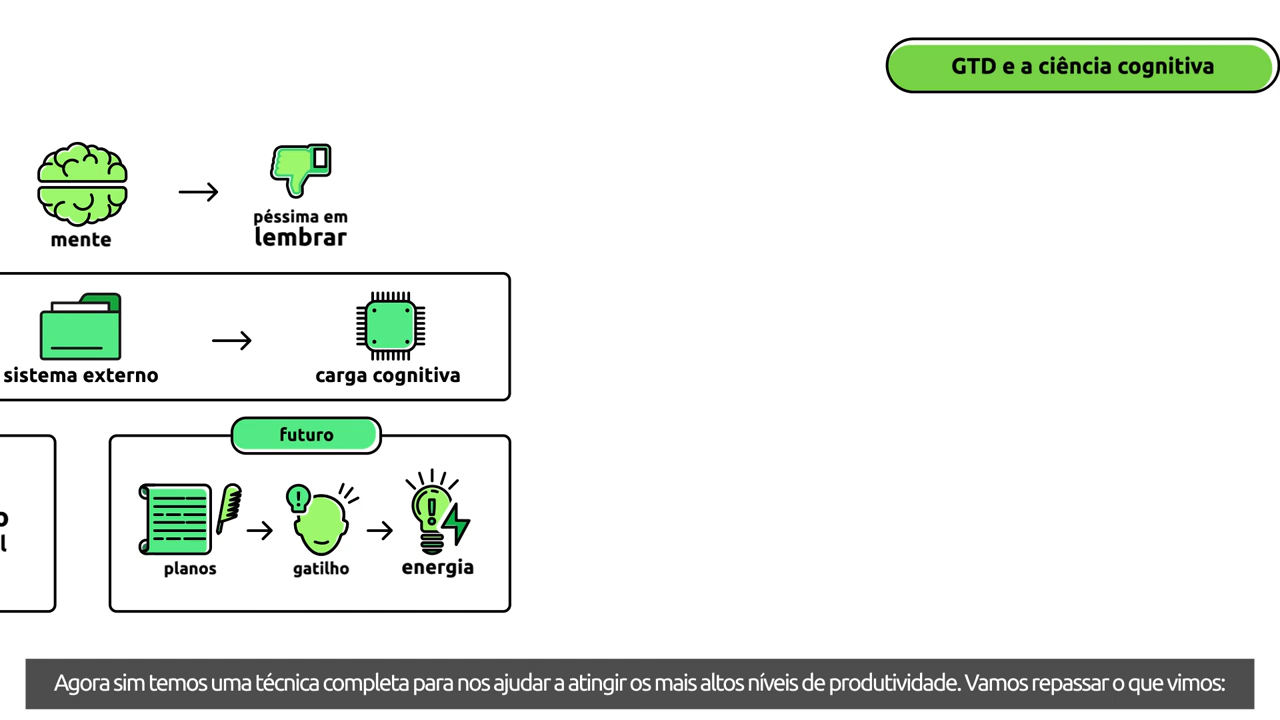 GTD e a ciência cognitiva
mente
péssima em
lembrar
sistema externo
carga cognitiva
futuro
planos
gatilho
energia
Agora sim temos uma técnica completa para nos ajudar a atingir os mais altos níveis de produtividade. Vamos repassar o que vimos: